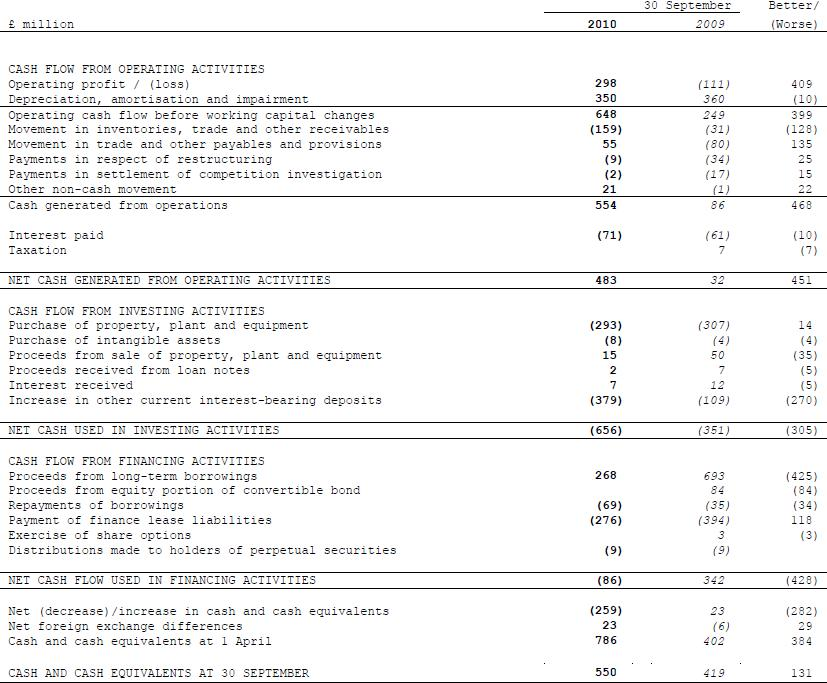 30 September Better/
£ million 2010 2009 (Worse)
CASH FLOW FROM OPERATING ACTIVITIES
Operating profit / (loss) 298 (111) 409
Depreciation, amortisation and impairment 350 360 (10)
Operating cash flow before working capital changes 648 249 399
Movement in inventories, trade and other receivables (159) (31) (128)
Movement in trade and other payables and provisions 55 (80) 135
Payments in respect of restructuring (9) (34) 25
Payments in settlement of competition investigation (2) (17) 15
Other non-cash movement 21 (1) 22
Cash generated from operations 554 86 468
Interest paid (71) (61) (10)
Taxation 7 (7)
NET CASH GENERATED FROM OPERATING ACTIVITIES 483 32 451
CASH FLOW FROM INVESTING ACTIVITIES
Purchase of property, plant and equipment (293) (307) 14
Purchase of intangible assets (8) (4) (4)
Proceeds from sale of property, plant and equipment 15 50 (35)
Proceeds received from loan notes 2 7 (5)
Interest received 7 12 (5)
Increase in other current interest-bearing deposits (379) (109) (270)
NET CASH USED IN INVESTING ACTIVITIES (656) (351) (305)
CASH FLOW FROM FINANCING ACTIVITIES
Proceeds from long-term borrowings 268 693 (425)
Proceeds from equity portion of convertible bond 84 (84)
Repayments of borrowings (69) (35) (34)
Payment of finance lease liabilities (276) (394) 118
Exercise of share options 3 (3)
Distributions made to holders of perpetual securities (9) (9)
NET CASH FLOW USED IN FINANCING ACTIVITIES (86) 342 (428)
Net (decrease)/increase in cash and cash equivalents (259) 23 (282)
Net foreign exchange differences 23 (6) 29
Cash and cash equivalents at 1 April 786 402 384
CASH AND CASH EQUIVALENTS AT 30 SEPTEMBER 550 419 131